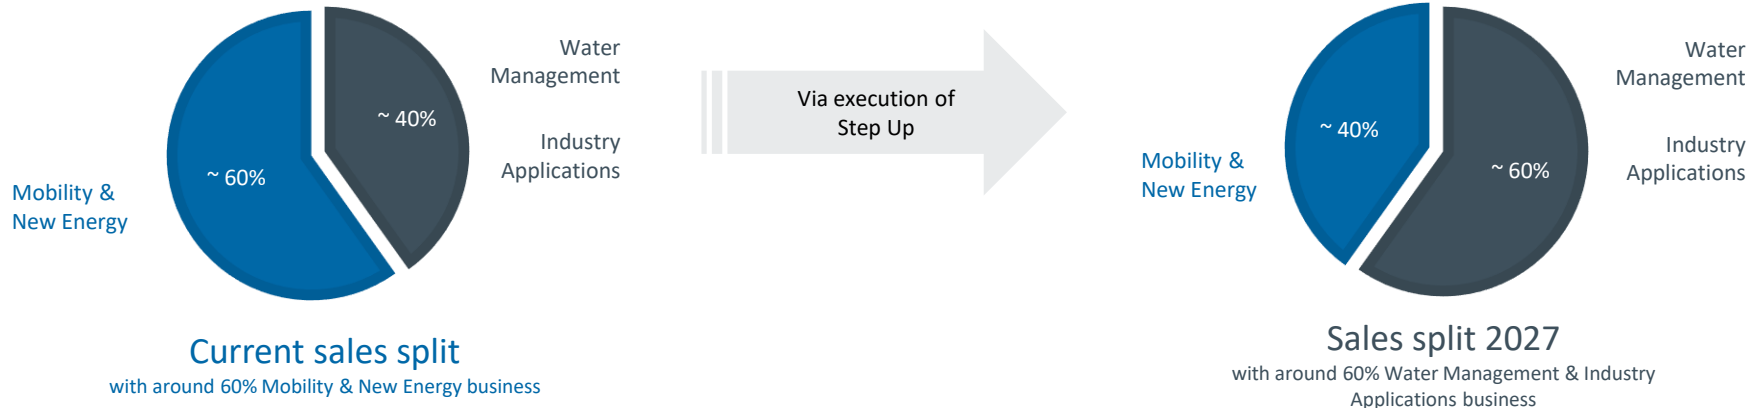 Water
Management
~ 40%
Industry
Applications
~ 60%
Mobility &
New Energy
Current sales split
with around 60% Mobility & New Energy business
Via execution of
Step Up
Water
Management
~ 40%
Industry
Applications
Mobility &
New Energy
~ 60%
Sales split 2027
with around 60% Water Management & Industry
Applications business